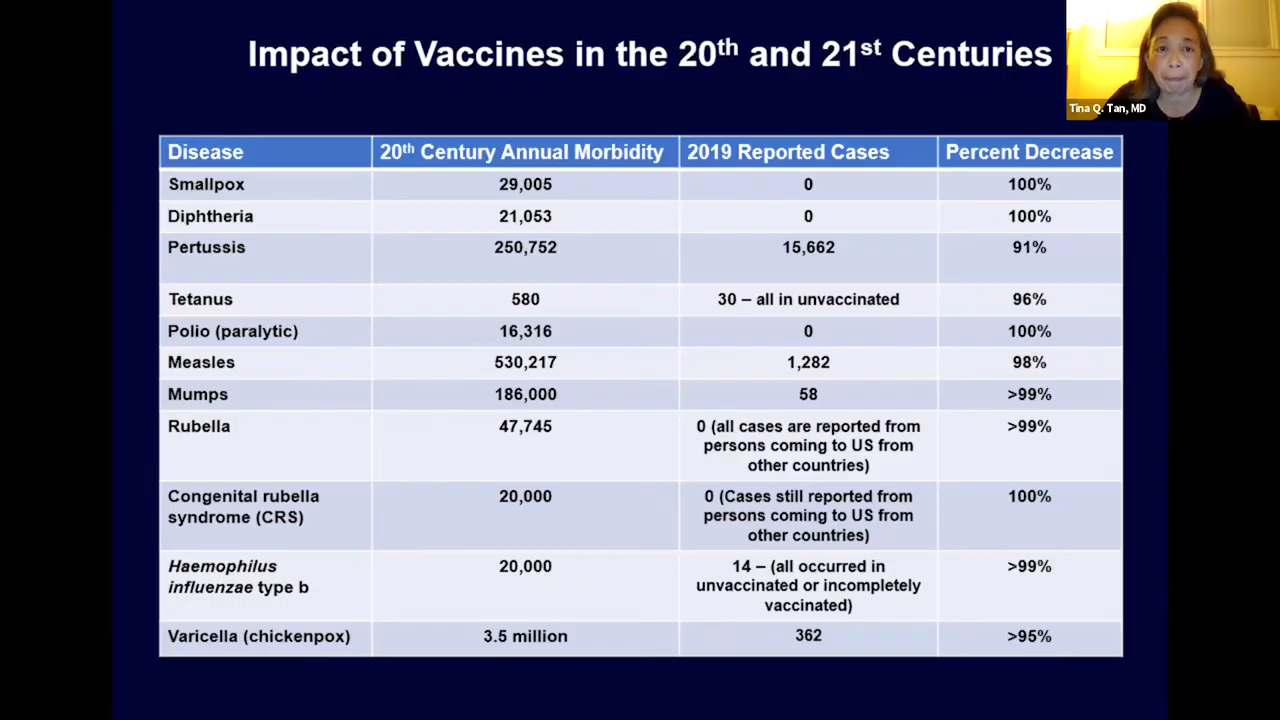 Impact of Vaccines in the 20th and 21st Centuries
Tina Q. Tan, MD
Disease 20th Century Annual Morbidity 2019 Reported Cases Percent Decrease
Smallpox 29,005 0 100%
Diphtheria 21,053 0 100%
Pertussis 250,752 15,662 91%
Tetanus 580 30 – all in unvaccinated 96%
Polio (paralytic) 16,316 0 100%
Measles 530,217 1,282 98%
Mumps 186,000 58 >99%
Rubella 47,745 0 (all cases are reported from >99%
persons coming to US from
other countries)
Congenital rubella 20,000 0 (Cases still reported from 100%
syndrome (CRS) persons coming to US from
other countries)
Haemophilus 20,000 14 – (all occurred in >99%
influenzae type b unvaccinated or incompletely
vaccinated)
Varicella (chickenpox) 3.5 million 362 >95%